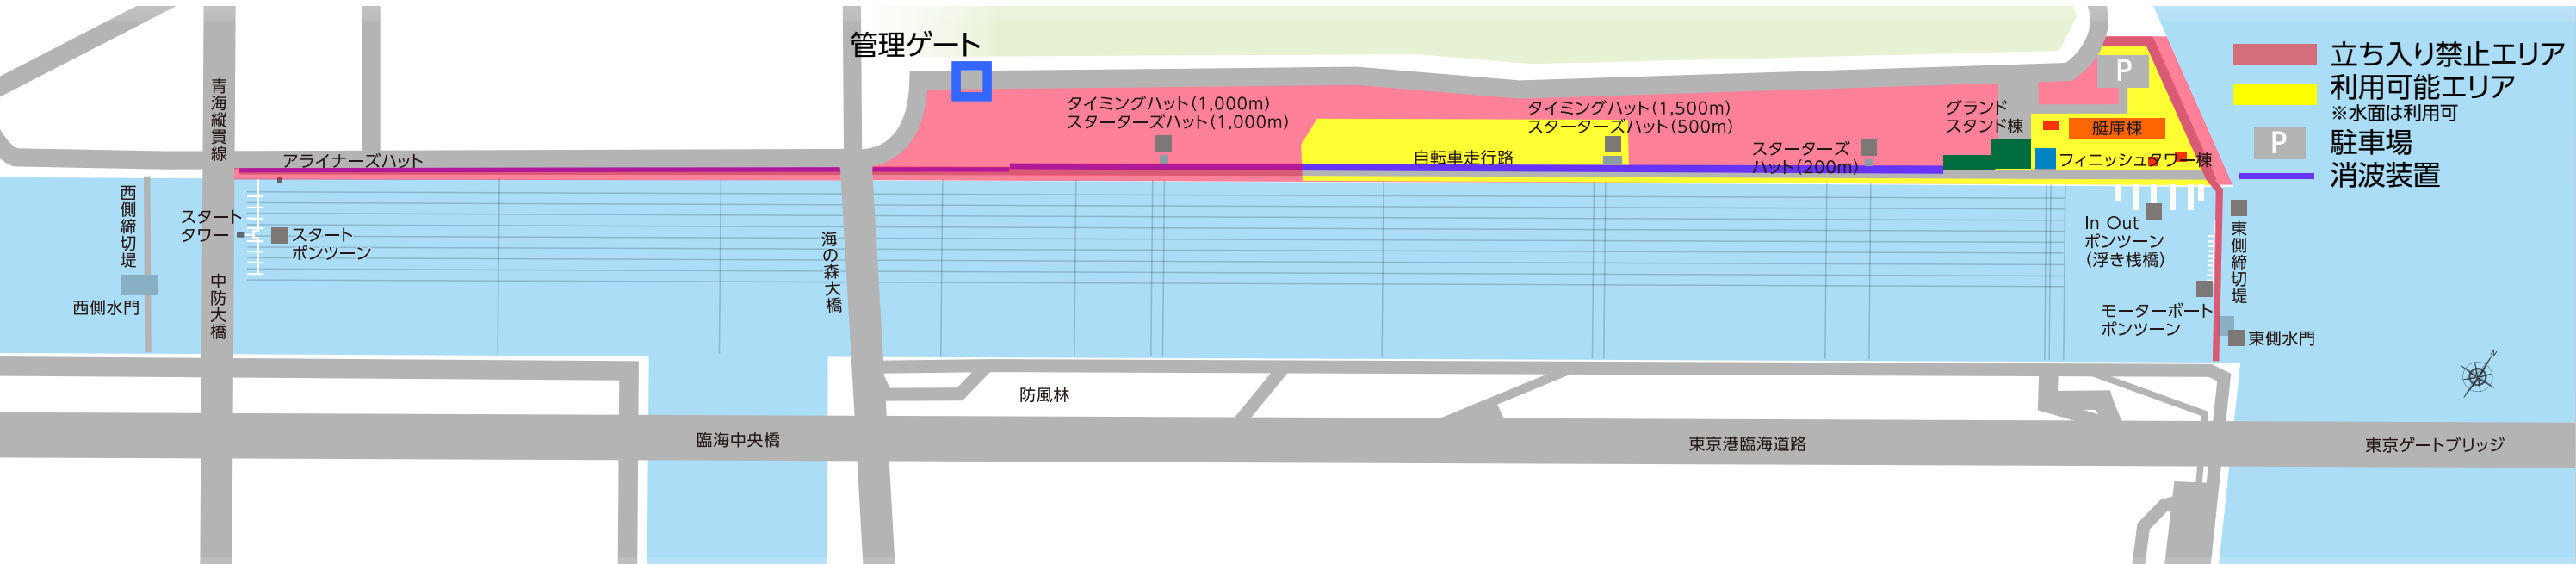 管理ゲート
立ち入り禁止エリア
利用可能エリア
※水面は利用可
P
駐車場
消波装置
P
青海縦貫線
タイミングハット(1,000m)
スターターズハット(1,000m)
タイミングハット(1,500m)
スターターズハット(500m)
グランド
スタンド棟
艇庫棟
アライナーズハット
自転車走行路
スターターズ
ハット(200m)
フィニッシュタワー棟
西側締切堤
スタート
タワー
スタート
ポンツーン
海の森大橋
In Out
ポンツーン
(浮き桟橋)
東側締切堤
中防大橋
西側水門
モーターボート
ポンツーン
東側水門
N
防風林
臨海中央橋
東京港臨海道路
東京ゲートブリッジ